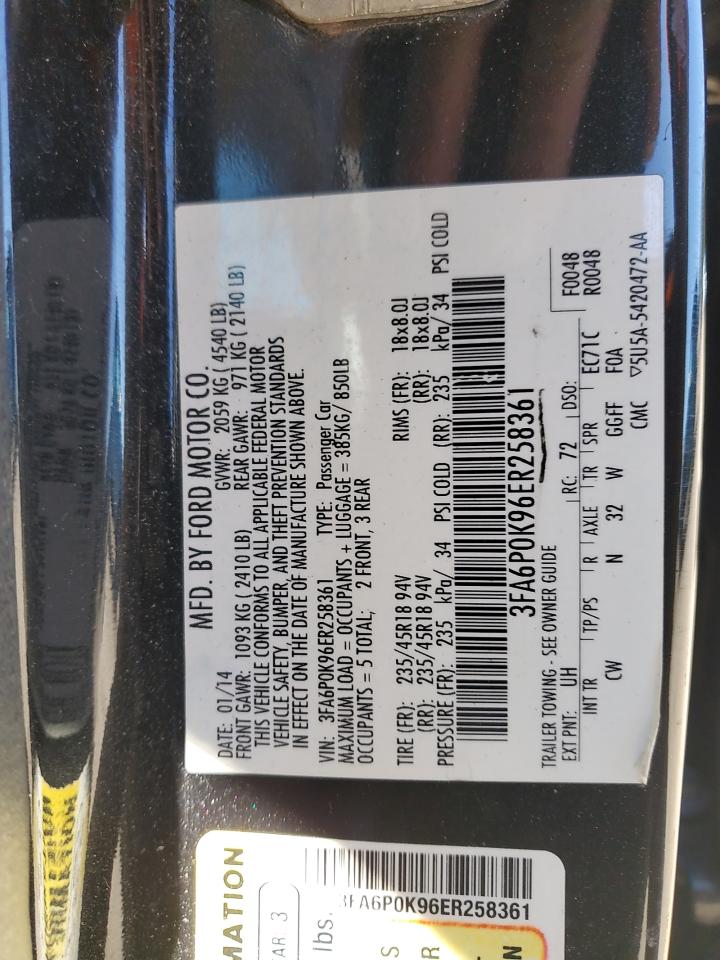 MFD. BY FORD MOTOR CO.
DATE: 01/14 GVWR: 2059 KG ( 4540 LB)
FRONT GAWR: 1093 KG ( 2410 LB) REAR GAWR: 971 KG ( 2140 LB)
THIS VEHICLE CONFORMS TO ALL APPLICABLE FEDERAL MOTOR
VEHICLE SAFETY, BUMPER, AND THEFT PREVENTION STANDARDS
IN EFFECT ON THE DATE OF MANUFACTURE SHOWN ABOVE.
VIN: 3FA6P0K96ER258361 TYPE: Passenger Car
MAXIMUM LOAD = OCCUPANTS + LUGGAGE = 385KG/ 850LB
OCCUPANTS = 5 TOTAL; 2 FRONT, 3 REAR
TIRE (FR): 235/45R18 94V RIMS (FR): 18x8.0J
(RR): 235/45R18 94V (RR): 18x8.0J
PRESSURE (FR): 235 kPa/ 34 PSI COLD (RR): 235 kPa/ 34 PSI COLD
3FA6P0K96ER258361
TRAILER TOWING - SEE OWNER GUIDE F0048
EXT PNT: UH RC: 72 DSO: R0048
INT TR TP/PS R AXLE TR SPR EC71C
CW N 32 W GGFF F0A
CMC ▽5U5A-5420472-AA
MATION
AR 3
lbs.
3FA6P0K96ER258361
S
R
N